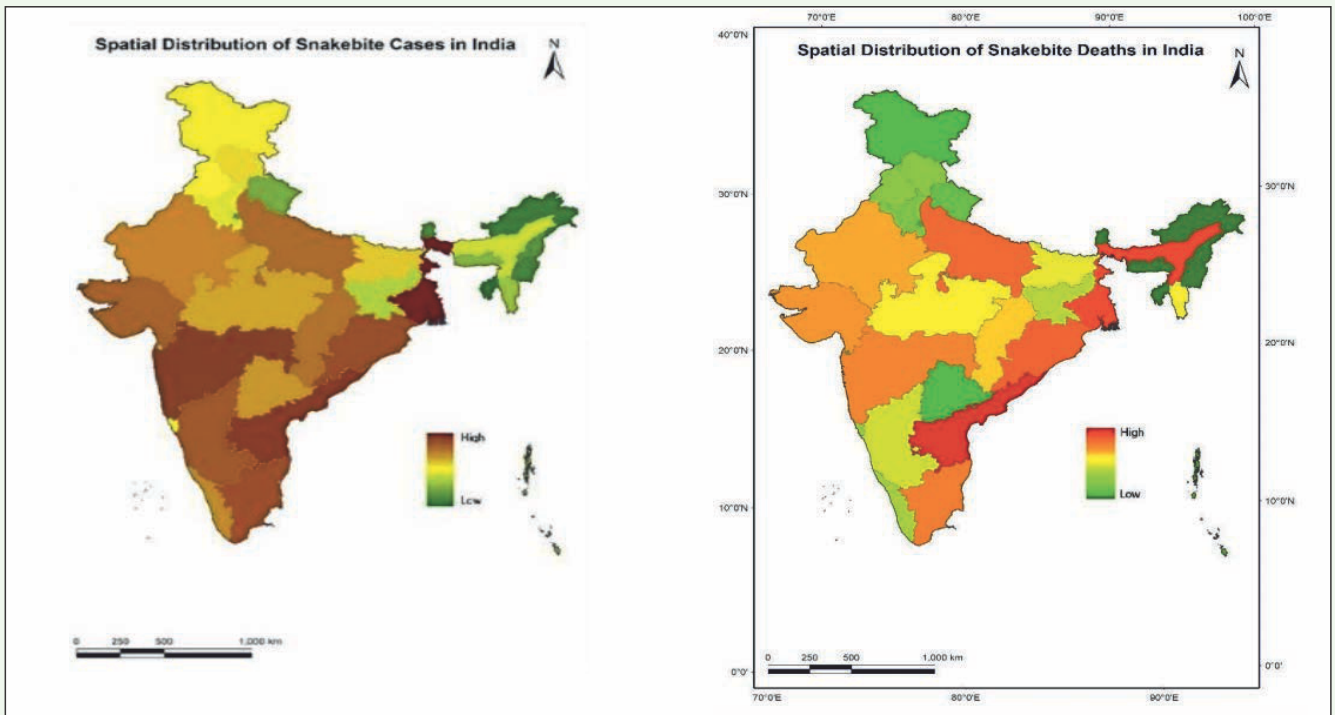 Spatial Distribution of Snakebite Cases in India
N
High
Low
0 250 500 1,000 km
70°0'E 80°0'E 90°0'E 100°0'E
40°0'N
Spatial Distribution of Snakebite Deaths in India
N
30°0'N 30°0'N
20°0'N 20°0'N
High
Low
10°0'N 10°0'N
0 250 500 1,000 km
0°0' 0°0'
70°0'E 80°0'E 90°0'E